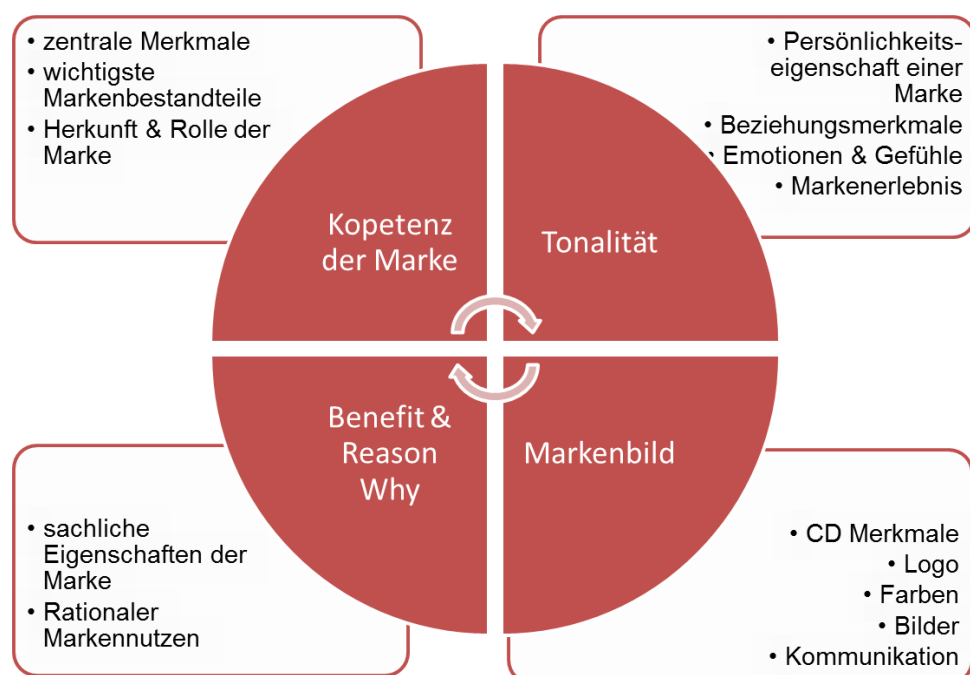 • zentrale Merkmale
• wichtigste
Markenbestandteile
• Herkunft & Rolle der
Marke
• Persönlichkeits-
eigenschaft einer
Marke
• Beziehungsmerkmale
• Emotionen & Gefühle
• Markenerlebnis
Kopetenz
der Marke
Tonalität
Benefit &
Reason
Why
Markenbild
• sachliche
Eigenschaften der
Marke
• Rationaler
Markennutzen
• CD Merkmale
• Logo
• Farben
• Bilder
• Kommunikation